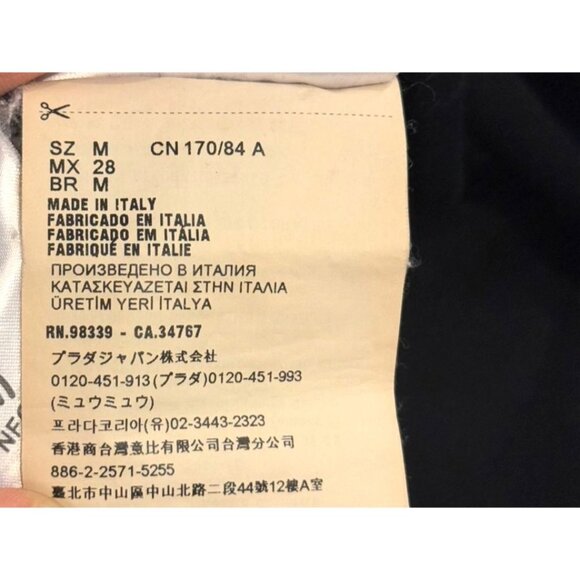 SZ M CN 170/84 A
MX 28
BR M
MADE IN ITALY
FABRICADO EN ITALIA
FABRICADO EM ITÁLIA
FABRIQUÉ EN ITALIE
ПРОИЗВЕДЕНО В ИТАЛИЯ
ΚΑΤΑΣΚΕΥΑΖΕΤΑΙ ΣΤΗΝ ΙΤΑΛΙΑ
ÜRETİM YERİ İTALYA
RN.98339 - CA.34767
プラダジャパン株式会社
0120-451-913(プラダ)0120-451-993
(ミュウミュウ)
프라다코리아(유) 02-3443-2323
香港商台灣意比有限公司台灣分公司
886-2-2571-5255
臺北市中山區中山北路二段44號12樓A室